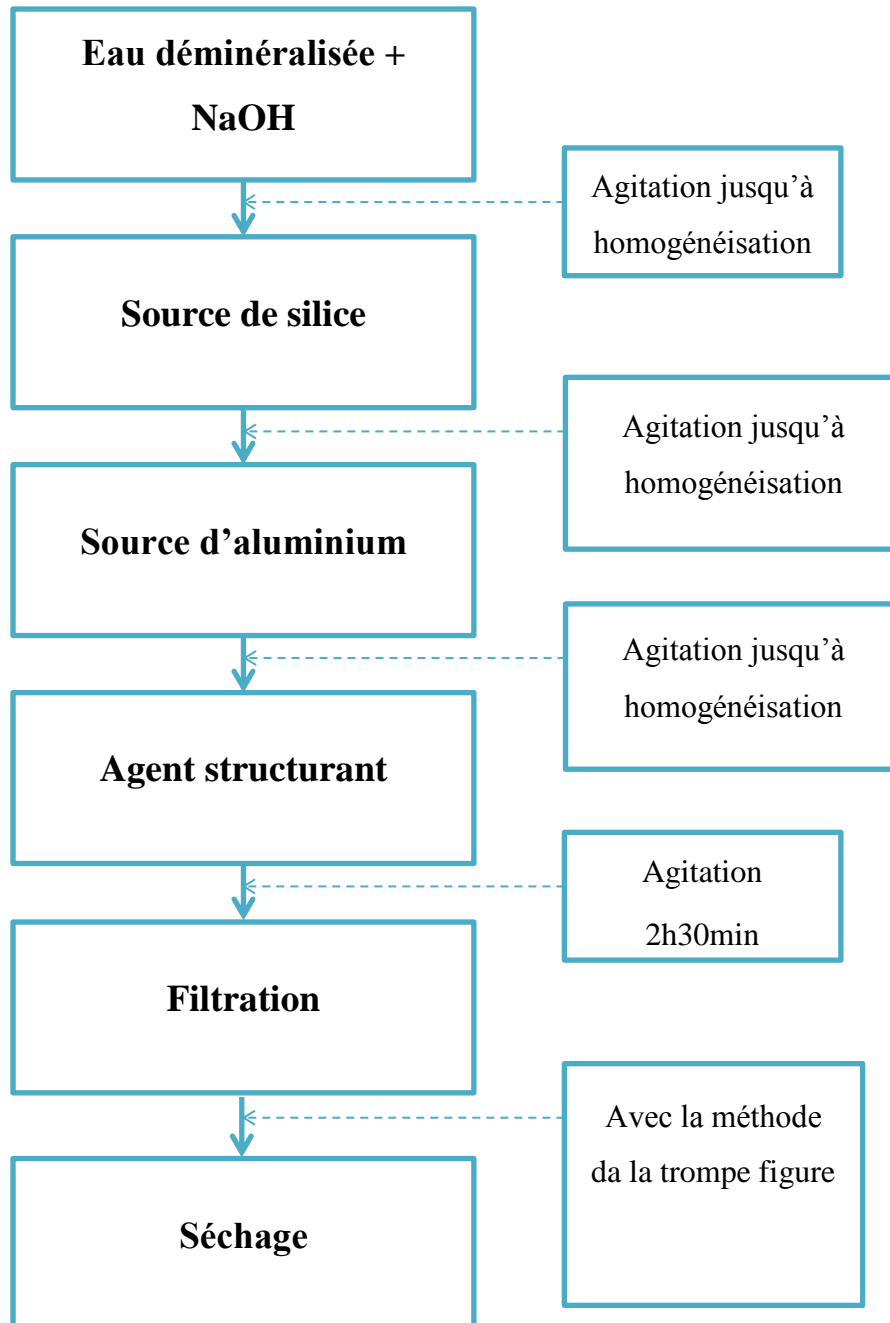 Eau déminéralisée +
NaOH
Agitation jusqu’à
homogénéisation
Source de silice
Agitation jusqu’à
homogénéisation
Source d’aluminium
Agitation jusqu’à
homogénéisation
Agent structurant
Agitation
2h30min
Filtration
Avec la méthode
da la trompe figure
Séchage